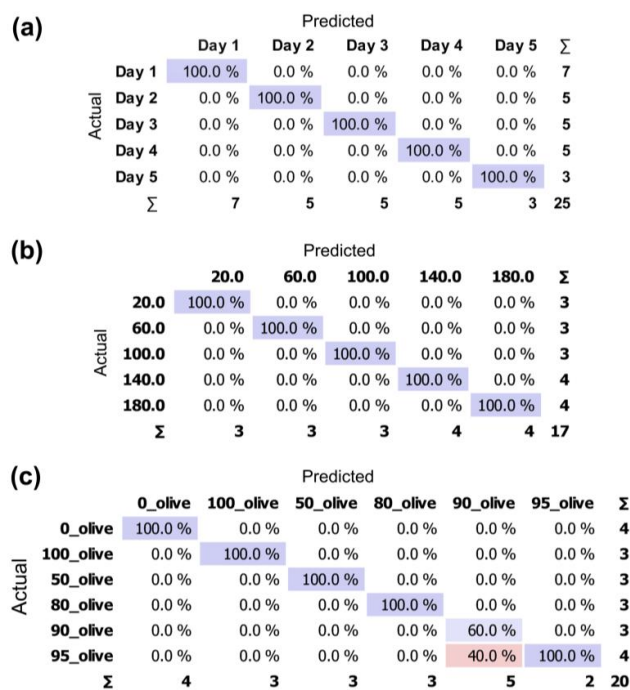 (a)
Predicted
Day 1 Day 2 Day 3 Day 4 Day 5 Σ
Actual
Day 1 100.0 % 0.0 % 0.0 % 0.0 % 0.0 % 7
Day 2 0.0 % 100.0 % 0.0 % 0.0 % 0.0 % 5
Day 3 0.0 % 0.0 % 100.0 % 0.0 % 0.0 % 5
Day 4 0.0 % 0.0 % 0.0 % 100.0 % 0.0 % 5
Day 5 0.0 % 0.0 % 0.0 % 0.0 % 100.0 % 3
Σ 7 5 5 5 3 25
(b)
Predicted
20.0 60.0 100.0 140.0 180.0 Σ
Actual
20.0 100.0 % 0.0 % 0.0 % 0.0 % 0.0 % 3
60.0 0.0 % 100.0 % 0.0 % 0.0 % 0.0 % 3
100.0 0.0 % 0.0 % 100.0 % 0.0 % 0.0 % 3
140.0 0.0 % 0.0 % 0.0 % 100.0 % 0.0 % 4
180.0 0.0 % 0.0 % 0.0 % 0.0 % 100.0 % 4
Σ 3 3 3 4 4 17
(c)
Predicted
0_olive 100_olive 50_olive 80_olive 90_olive 95_olive Σ
Actual
0_olive 100.0 % 0.0 % 0.0 % 0.0 % 0.0 % 0.0 % 4
100_olive 0.0 % 100.0 % 0.0 % 0.0 % 0.0 % 0.0 % 3
50_olive 0.0 % 0.0 % 100.0 % 0.0 % 0.0 % 0.0 % 3
80_olive 0.0 % 0.0 % 0.0 % 100.0 % 0.0 % 0.0 % 3
90_olive 0.0 % 0.0 % 0.0 % 0.0 % 60.0 % 0.0 % 3
95_olive 0.0 % 0.0 % 0.0 % 0.0 % 40.0 % 100.0 % 4
Σ 4 3 3 3 5 2 20